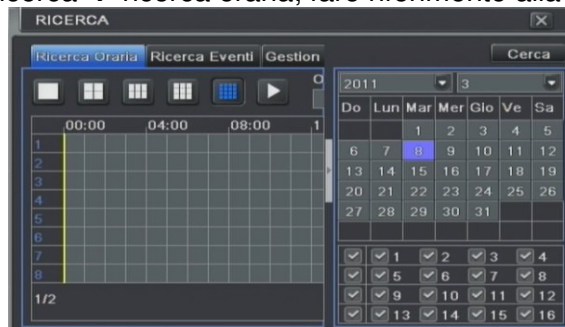 RICERCA
Ricerca Oraria Ricerca Eventi Gestion
Cerca
2011 3
Do Lun Mar Mer Gio Ve Sa
1 2 3 4 5
6 7 8 9 10 11 12
13 14 15 16 17 18 19
20 21 22 23 24 25 26
27 28 29 30 31
00:00 04:00 08:00 1
1
2
3
4
5
6
7
8
1/2
1 2 3 4
5 6 7 8
9 10 11 12
13 14 15 16